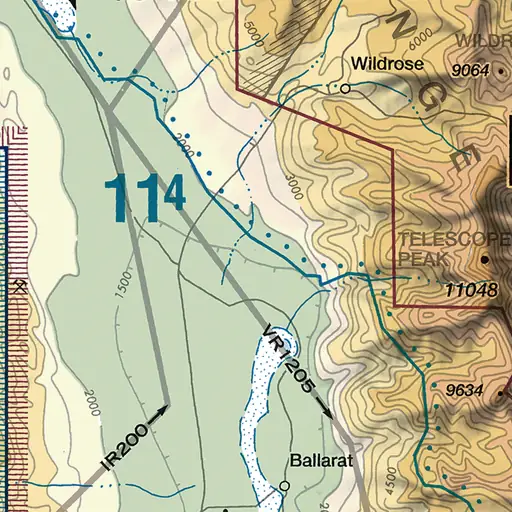 N
G
E
5000
6000
WILDR
9064
Wildrose
2000
3000
11⁴
TELESCOPE
PEAK
11048
1500
VR1205
2000
9634
IR200
Ballarat
4500